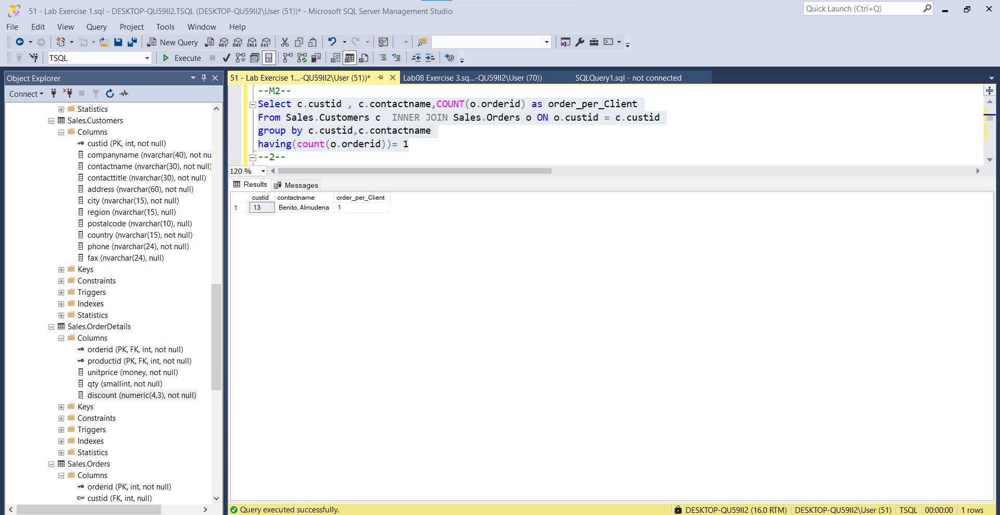 51 - Lab Exercise 1.sql - DESKTOP-QU59II2.TSQL (DESKTOP-QU59II2\User (51))* - Microsoft SQL Server Management Studio
Quick Launch (Ctrl+Q)
File Edit View Query Project Tools Window Help
New Query MDX DMX XMLA DAX
TSQL Execute
Object Explorer
Connect
Statistics
Sales.Customers
Columns
custid (PK, int, not null)
companyname (nvarchar(40), not nu
contactname (nvarchar(30), not null)
contacttitle (nvarchar(30), not null)
address (nvarchar(60), not null)
city (nvarchar(15), not null)
region (nvarchar(15), null)
postalcode (nvarchar(10), null)
country (nvarchar(15), not null)
phone (nvarchar(24), not null)
fax (nvarchar(24), null)
Keys
Constraints
Triggers
Indexes
Statistics
Sales.OrderDetails
Columns
orderid (PK, FK, int, not null)
productid (PK, FK, int, not null)
unitprice (money, not null)
qty (smallint, not null)
discount (numeric(4,3), not null)
Keys
Constraints
Triggers
Indexes
Statistics
Sales.Orders
Columns
orderid (PK, int, not null)
custid (FK, int, null)
51 - Lab Exercise 1...-QU59II2\User (51))* Lab08 Exercise 3.sq...-QU59II2\User (70)) SQLQuery1.sql - not connected
--M2--
Select c.custid , c.contactname,COUNT(o.orderid) as order_per_Client
From Sales.Customers c  INNER JOIN Sales.Orders o ON o.custid = c.custid
group by c.custid,c.contactname
having(count(o.orderid))= 1
--2--
120 %
Results Messages
custid contactname order_per_Client
1 13 Benito, Almudena 1
Query executed successfully. DESKTOP-QU59II2 (16.0 RTM) DESKTOP-QU59II2\User (51) TSQL 00:00:00 1 rows